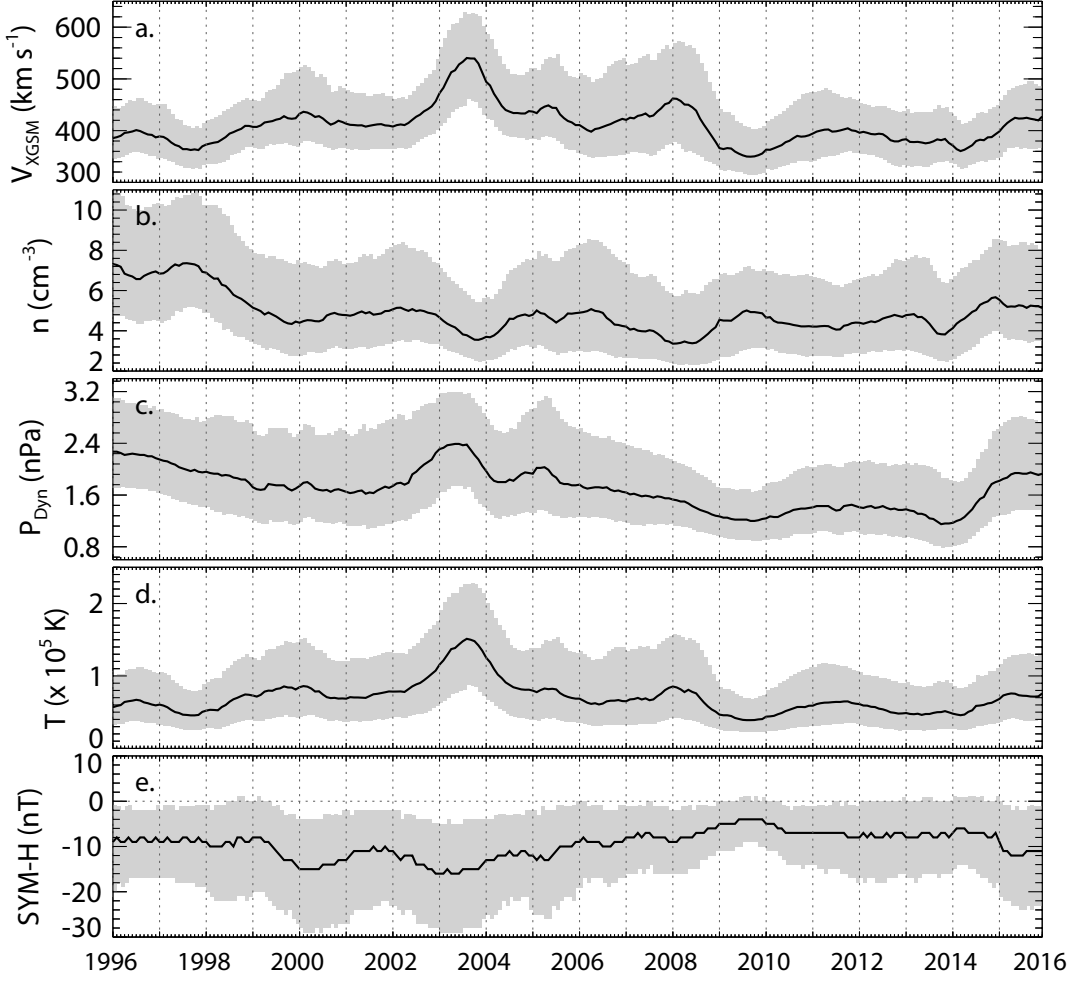 a.
V_XGSM (km s⁻¹)
600
500
400
300
b.
n (cm⁻³)
10
8
6
4
2
c.
P_Dyn (nPa)
3.2
2.4
1.6
0.8
d.
T (x 10⁵ K)
2
1
0
e.
SYM-H (nT)
10
0
-10
-20
-30
1996 1998 2000 2002 2004 2006 2008 2010 2012 2014 2016